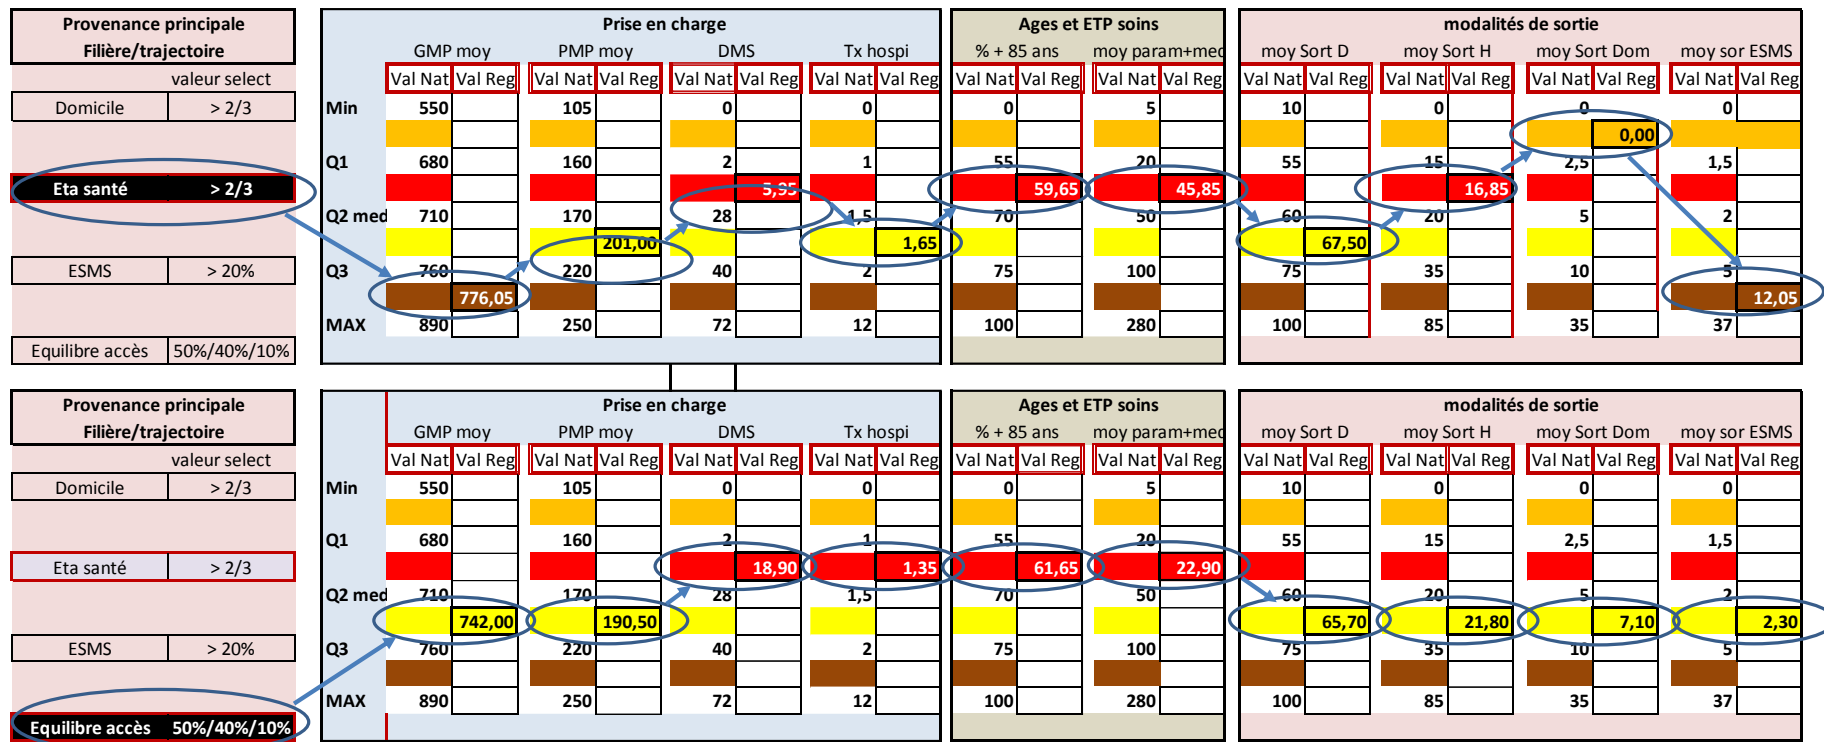 Provenance principale Prise en charge Ages et ETP soins modalités de sortie
Filière/trajectoire GMP moy PMP moy DMS Tx hospi % + 85 ans moy param+med moy Sort D moy Sort H moy Sort Dom moy sor ESMS
valeur select Val Nat Val Reg Val Nat Val Reg Val Nat Val Reg Val Nat Val Reg Val Nat Val Reg Val Nat Val Reg Val Nat Val Reg Val Nat Val Reg Val Nat Val Reg Val Nat Val Reg
Domicile > 2/3 Min 550 105 0 0 0 5 10 0 0 0
0,00
Q1 680 160 2 1 55 20 55 15 2,5 1,5
Eta santé > 2/3 5,95 59,65 45,85 16,85
Q2 med 710 170 28 1,5 70 50 60 20 5 2
201,00 1,65 67,50
ESMS > 20% Q3 760 220 40 2 75 100 75 35 10 5
776,05 12,05
MAX 890 250 72 12 100 280 100 85 35 37
Equilibre accès 50%/40%/10%
Provenance principale Prise en charge Ages et ETP soins modalités de sortie
Filière/trajectoire GMP moy PMP moy DMS Tx hospi % + 85 ans moy param+med moy Sort D moy Sort H moy Sort Dom moy sor ESMS
valeur select Val Nat Val Reg Val Nat Val Reg Val Nat Val Reg Val Nat Val Reg Val Nat Val Reg Val Nat Val Reg Val Nat Val Reg Val Nat Val Reg Val Nat Val Reg Val Nat Val Reg
Domicile > 2/3 Min 550 105 0 0 0 5 10 0 0 0
Q1 680 160 2 1 55 20 55 15 2,5 1,5
Eta santé > 2/3 18,90 1,35 61,65 22,90
Q2 med 710 170 28 1,5 70 50 60 20 5 2
742,00 190,50 65,70 21,80 7,10 2,30
ESMS > 20% Q3 760 220 40 2 75 100 75 35 10 5
MAX 890 250 72 12 100 280 100 85 35 37
Equilibre accès 50%/40%/10%